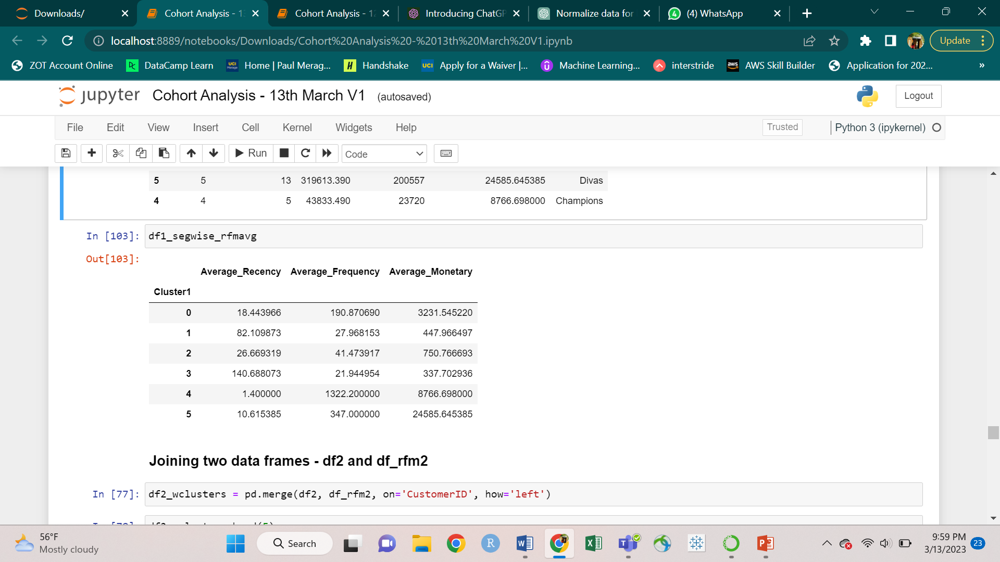 Downloads/
Cohort Analysis - 1
Cohort Analysis - 12
Introducing ChatGP
Normalize data for
(4) WhatsApp
localhost:8889/notebooks/Downloads/Cohort%20Analysis%20-%2013th%20March%20V1.ipynb
Update
ZOT Account Online
DataCamp Learn
Home | Paul Merag...
Handshake
Apply for a Waiver |...
Machine Learning...
interstride
AWS Skill Builder
Application for 202...
»
jupyter Cohort Analysis - 13th March V1 (autosaved)
Logout
File Edit View Insert Cell Kernel Widgets Help
Trusted
Python 3 (ipykernel)
Run
Code
5 5 13 319613.390 200557 24585.645385 Divas
4 4 5 43833.490 23720 8766.698000 Champions
In [103]: df1_segwise_rfmavg
Out[103]:
Average_Recency Average_Frequency Average_Monetary
Cluster1
0 18.443966 190.870690 3231.545220
1 82.109873 27.968153 447.966497
2 26.669319 41.473917 750.766693
3 140.688073 21.944954 337.702936
4 1.400000 1322.200000 8766.698000
5 10.615385 347.000000 24585.645385
Joining two data frames - df2 and df_rfm2
In [77]: df2_wclusters = pd.merge(df2, df_rfm2, on='CustomerID', how='left')
56°F
Mostly cloudy
Search
9:59 PM
3/13/2023
23